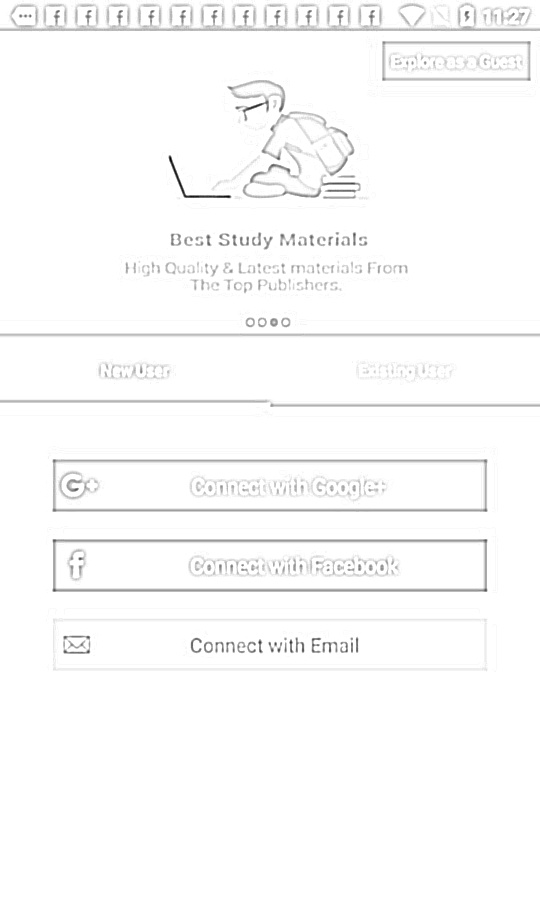 11:27
Explore as a Guest
Best Study Materials
High Quality & Latest materials From
The Top Publishers.
New User
Existing User
G+ Connect with Google+
f Connect with Facebook
Connect with Email